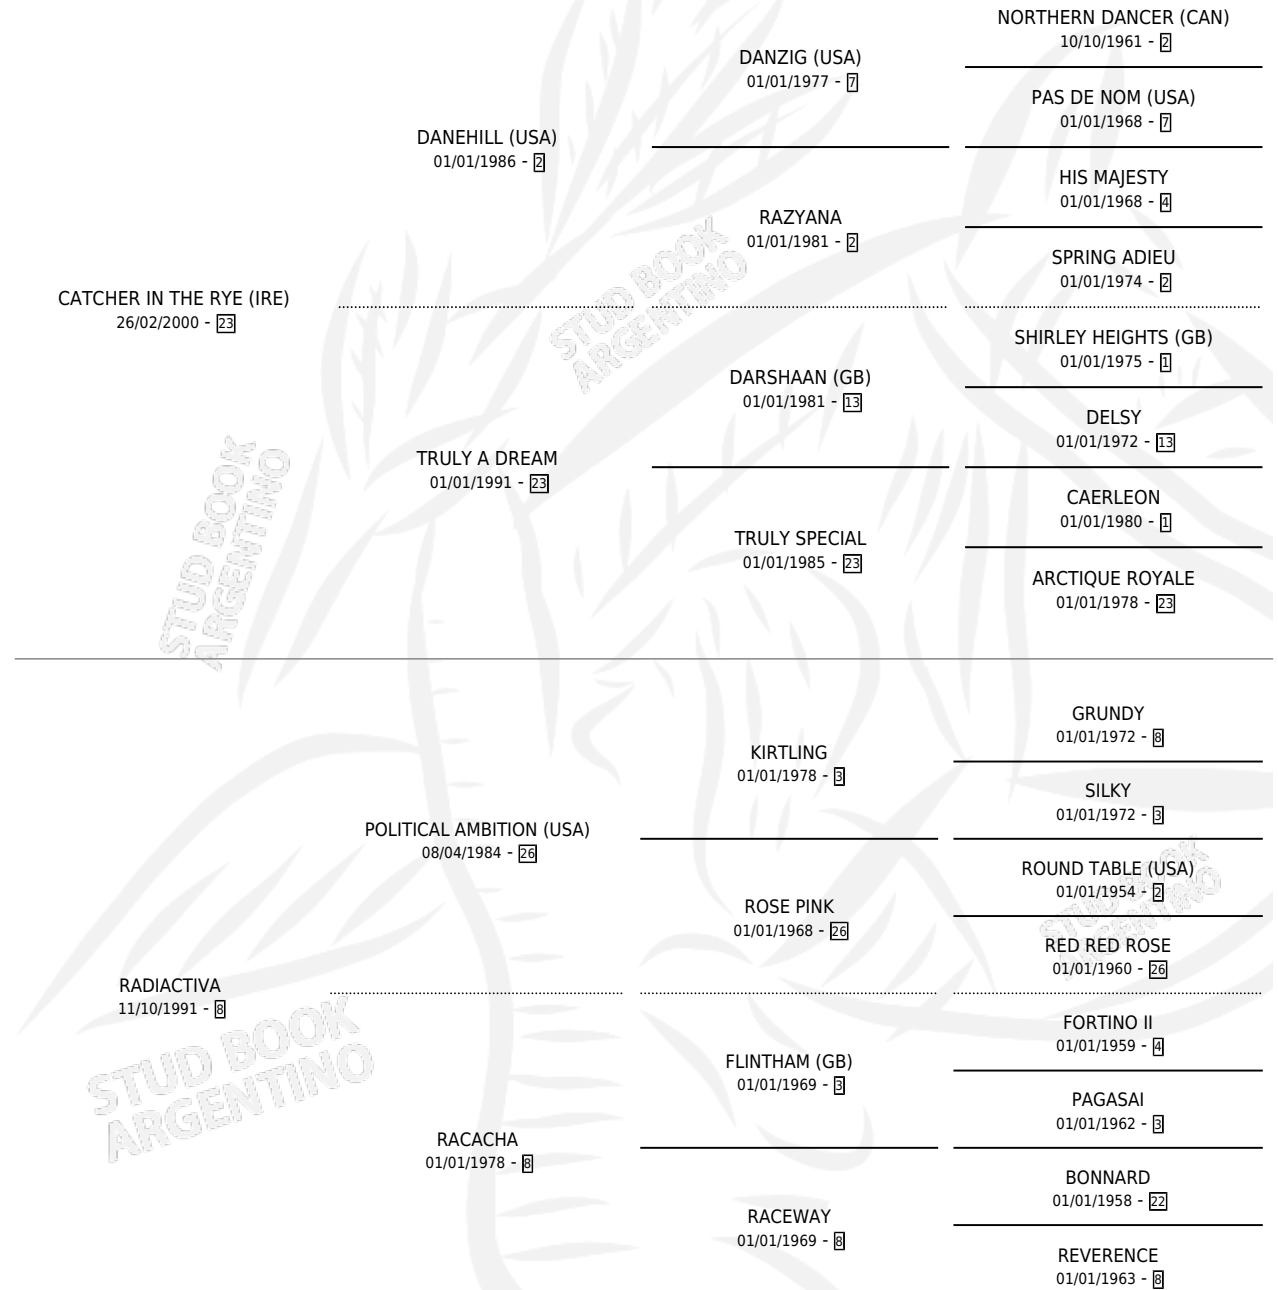 NORTHERN DANCER (CAN)
10/10/1961 - 2
DANZIG (USA)
01/01/1977 - 7
PAS DE NOM (USA)
01/01/1968 - 7
DANEHILL (USA)
01/01/1986 - 2
HIS MAJESTY
01/01/1968 - 4
RAZYANA
01/01/1981 - 2
SPRING ADIEU
01/01/1974 - 2
CATCHER IN THE RYE (IRE)
26/02/2000 - 23
STUD BOOK
ARGENTINO
SHIRLEY HEIGHTS (GB)
01/01/1975 - 1
DARSHAAN (GB)
01/01/1981 - 13
DELSY
01/01/1972 - 13
TRULY A DREAM
01/01/1991 - 23
CAERLEON
01/01/1980 - 1
TRULY SPECIAL
01/01/1985 - 23
ARCTIQUE ROYALE
01/01/1978 - 23
STUD BOOK
ARGENTINO
GRUNDY
01/01/1972 - 8
KIRTLING
01/01/1978 - 3
SILKY
01/01/1972 - 3
POLITICAL AMBITION (USA)
08/04/1984 - 26
ROUND TABLE (USA)
01/01/1954 - 2
STUD BOOK
ARGENTINO
ROSE PINK
01/01/1968 - 26
RED RED ROSE
01/01/1960 - 26
RADIACTIVA
11/10/1991 - 8
STUD BOOK
ARGENTINO
FORTINO II
01/01/1959 - 4
FLINTHAM (GB)
01/01/1969 - 3
PAGASAI
01/01/1962 - 3
RACACHA
01/01/1978 - 8
BONNARD
01/01/1958 - 22
RACEWAY
01/01/1969 - 8
REVERENCE
01/01/1963 - 8